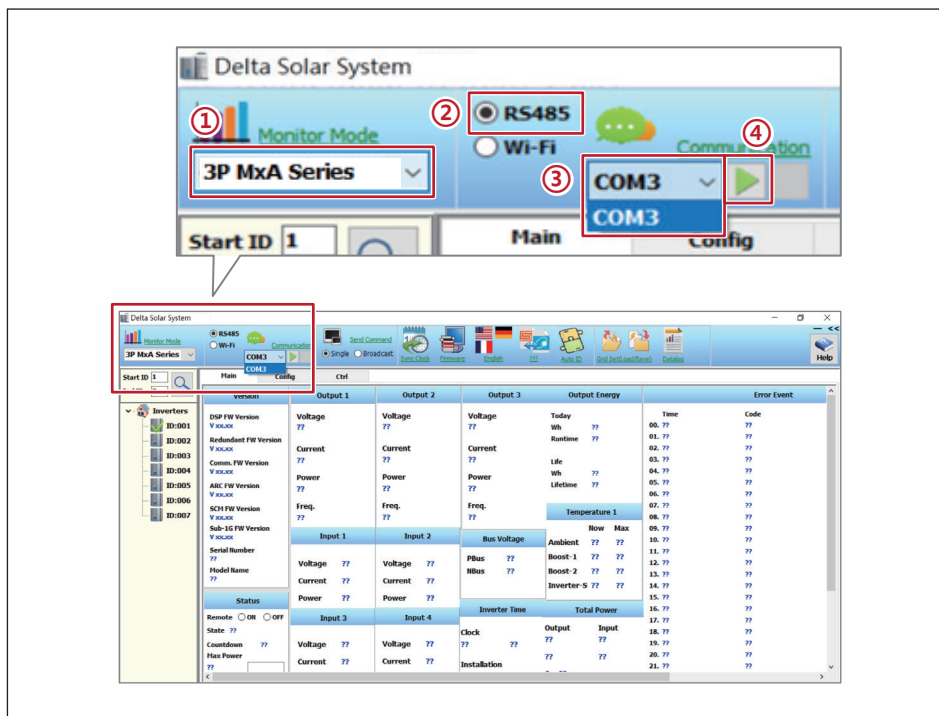 Delta Solar System
①
Monitor Mode
3P MxA Series
②
RS485
Wi-Fi
③
COM3
COM3
④
Communication
Start ID 1
Main
Config
Delta Solar System
Monitor Mode
3P MxA Series
RS485
Wi-Fi
COM3
COM3
Communication
Send Command
Single Broadcast
Sync Clock
Firmware
English
???
Auto ID
Grid Set(Load/Save)
Datalog
<<
Help
Start ID 1
Main Config Ctrl
Inverters
ID:001
ID:002
ID:003
ID:004
ID:005
ID:006
ID:007
Version
DSP FW Version
V xx.xx
Redundant FW Version
V xx.xx
Comm. FW Version
V xx.xx
ARC FW Version
V xx.xx
SCM FW Version
V xx.xx
Sub-1G FW Version
V xx.xx
Serial Number
??
Model Name
??
Status
Remote ON OFF
State ??
Countdown ??
Max Power
??
Output 1
Voltage
??
Current
??
Power
??
Freq.
??
Output 2
Voltage
??
Current
??
Power
??
Freq.
??
Output 3
Voltage
??
Current
??
Power
??
Freq.
??
Input 1
Voltage ??
Current ??
Power ??
Input 2
Voltage ??
Current ??
Power ??
Input 3
Voltage ??
Current ??
Input 4
Voltage ??
Current ??
Bus Voltage
PBus ??
NBus ??
Inverter Time
Clock
?? ??
Installation
Output Energy
Today
Wh ??
Runtime ??
Life
Wh ??
Lifetime ??
Temperature 1
Now Max
Ambient ?? ??
Boost-1 ?? ??
Boost-2 ?? ??
Inverter-S ?? ??
Total Power
Output Input
?? ??
?? ??
Error Event
Time Code
00. ?? ??
01. ?? ??
02. ?? ??
03. ?? ??
04. ?? ??
05. ?? ??
06. ?? ??
07. ?? ??
08. ?? ??
09. ?? ??
10. ?? ??
11. ?? ??
12. ?? ??
13. ?? ??
14. ?? ??
15. ?? ??
16. ?? ??
17. ?? ??
18. ?? ??
19. ?? ??
20. ?? ??
21. ?? ??